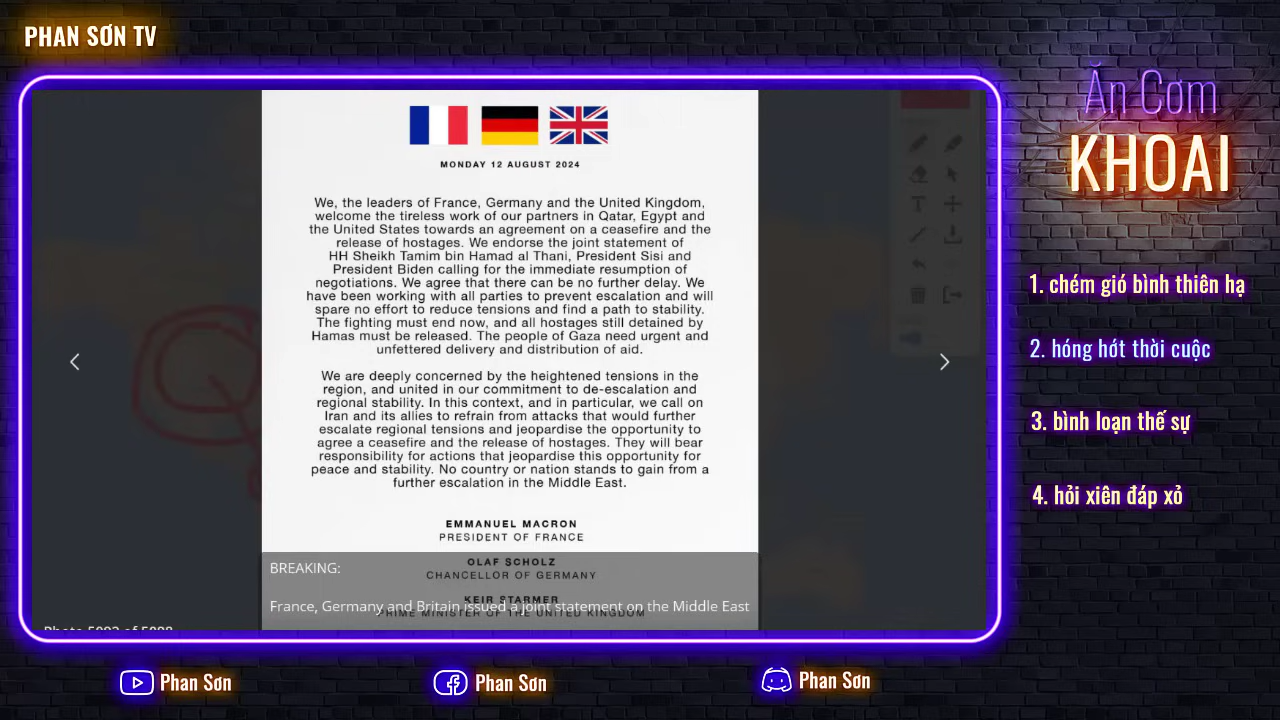 PHAN SƠN TV
Ăn Cơm
KHOAI
1. chém gió bình thiên hạ
2. hóng hớt thời cuộc
3. bình loạn thế sự
4. hỏi xiên đáp xỏ
MONDAY 12 AUGUST 2024
We, the leaders of France, Germany and the United Kingdom,
welcome the tireless work of our partners in Qatar, Egypt and
the United States towards an agreement on a ceasefire and the
release of hostages. We endorse the joint statement of
HH Sheikh Tamim bin Hamad al Thani, President Sisi and
President Biden calling for the immediate resumption of
negotiations. We agree that there can be no further delay. We
have been working with all parties to prevent escalation and will
spare no effort to reduce tensions and find a path to stability.
The fighting must end now, and all hostages still detained by
Hamas must be released. The people of Gaza need urgent and
unfettered delivery and distribution of aid.
We are deeply concerned by the heightened tensions in the
region, and united in our commitment to de-escalation and
regional stability. In this context, and in particular, we call on
Iran and its allies to refrain from attacks that would further
escalate regional tensions and jeopardise the opportunity to
agree a ceasefire and the release of hostages. They will bear
responsibility for actions that jeopardise this opportunity for
peace and stability. No country or nation stands to gain from a
further escalation in the Middle East.
EMMANUEL MACRON
PRESIDENT OF FRANCE
OLAF SCHOLZ
CHANCELLOR OF GERMANY
KEIR STARMER
PRIME MINISTER OF THE UNITED KINGDOM
BREAKING:
France, Germany and Britain issued a joint statement on the Middle East
Phan Sơn
Phan Sơn
Phan Sơn